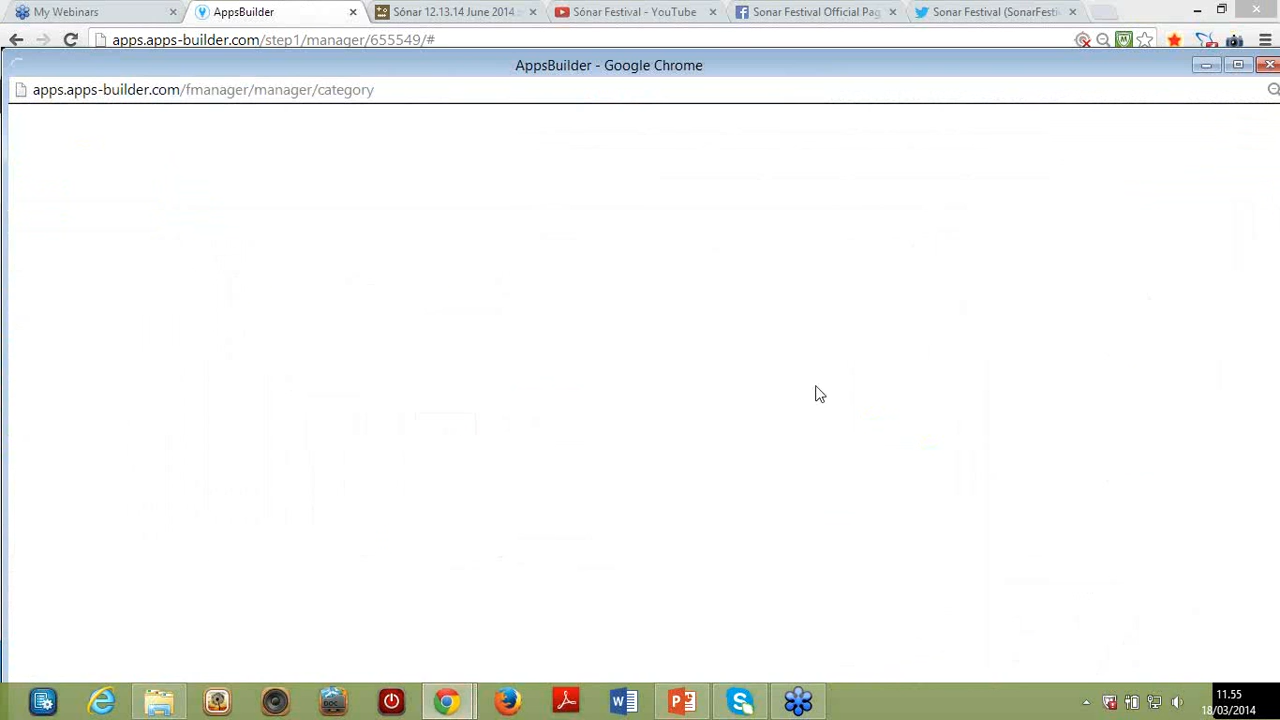 My Webinars
AppsBuilder
Sónar 12.13.14 June 2014
Sónar Festival - YouTube
Sonar Festival Official Pag
Sonar Festival (SonarFesti
apps.apps-builder.com/step1/manager/655549/#
AppsBuilder - Google Chrome
apps.apps-builder.com/fmanager/manager/category
DOC
11.55
18/03/2014